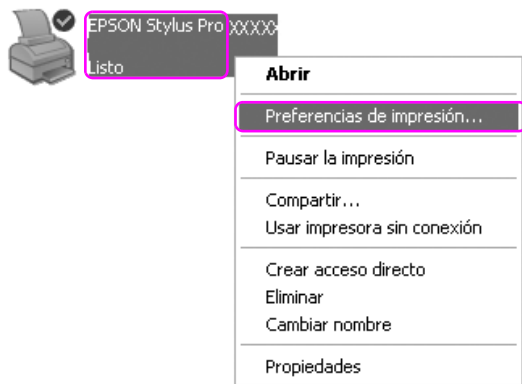 EPSON Stylus Pro XXXXX
Listo
Abrir
Preferencias de impresión...
Pausar la impresión
Compartir...
Usar impresora sin conexión
Crear acceso directo
Eliminar
Cambiar nombre
Propiedades